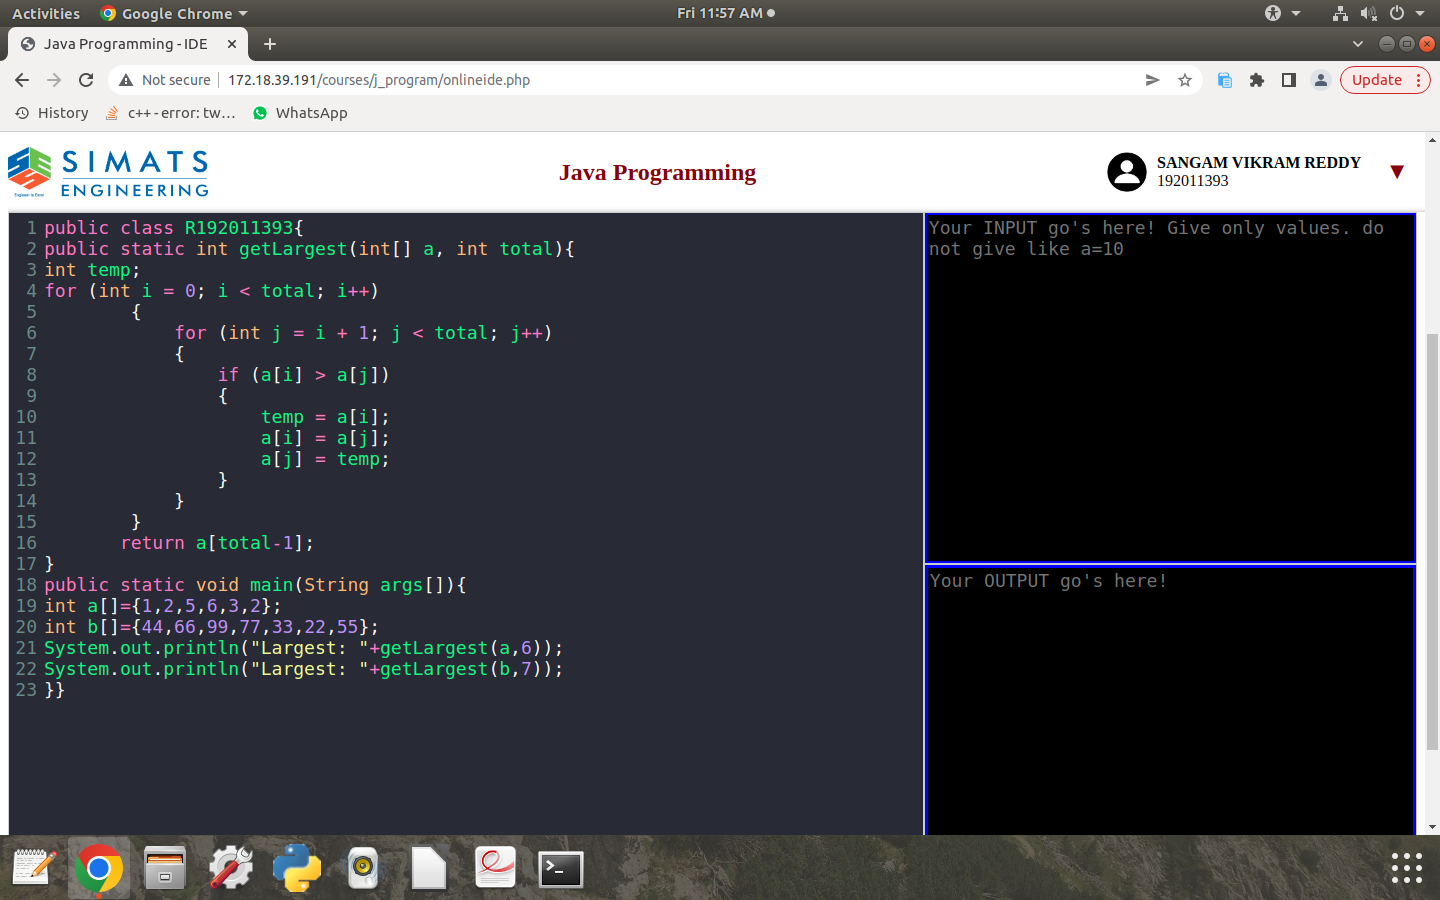 Activities Google Chrome Fri 11:57 AM
Java Programming - IDE
Not secure 172.18.39.191/courses/j_program/onlineide.php Update
History c++ - error: tw… WhatsApp
SIMATS
ENGINEERING
Java Programming
SANGAM VIKRAM REDDY
192011393
1 public class R192011393{
2 public static int getLargest(int[] a, int total){
3 int temp;
4 for (int i = 0; i < total; i++)
5         {
6             for (int j = i + 1; j < total; j++)
7             {
8                 if (a[i] > a[j])
9                 {
10                     temp = a[i];
11                     a[i] = a[j];
12                     a[j] = temp;
13                 }
14             }
15         }
16        return a[total-1];
17 }
18 public static void main(String args[]){
19 int a[]={1,2,5,6,3,2};
20 int b[]={44,66,99,77,33,22,55};
21 System.out.println("Largest: "+getLargest(a,6));
22 System.out.println("Largest: "+getLargest(b,7));
23 }}
Your INPUT go's here! Give only values. do
not give like a=10
Your OUTPUT go's here!